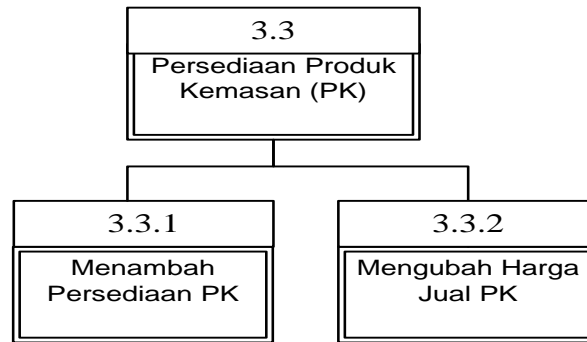 3.3
Persediaan Produk
Kemasan (PK)
3.3.1
Menambah
Persediaan PK
3.3.2
Mengubah Harga
Jual PK